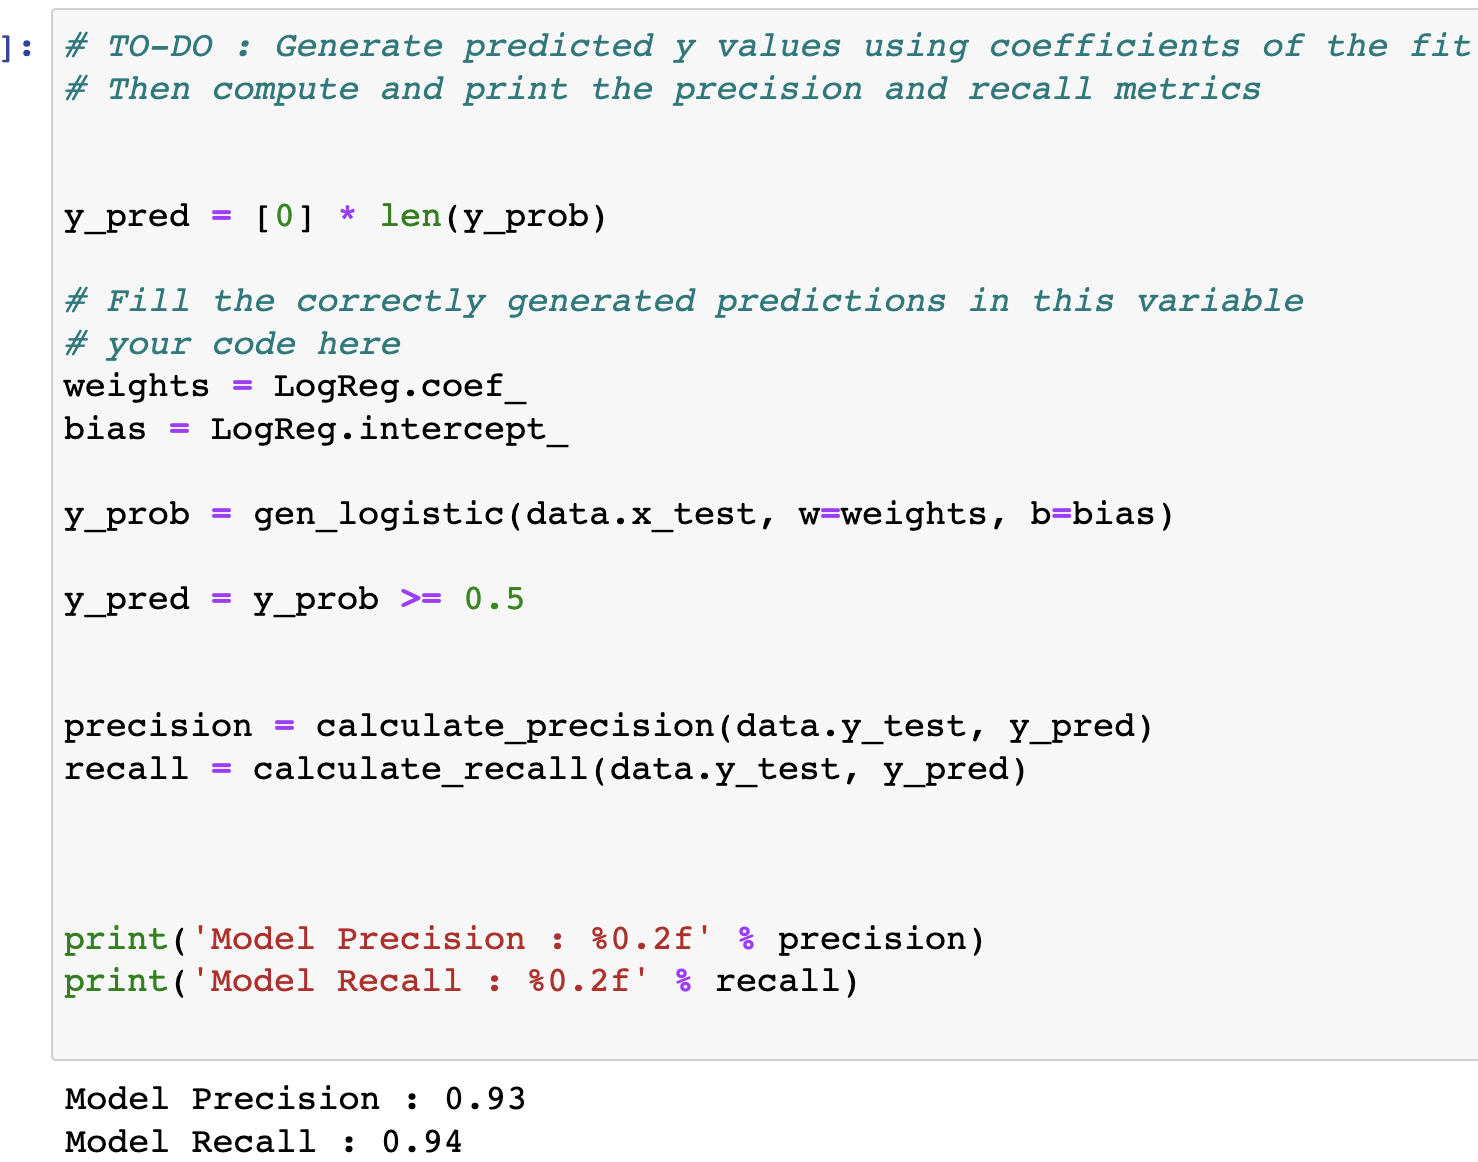 ]: # TO-DO : Generate predicted y values using coefficients of the fit
# Then compute and print the precision and recall metrics
y_pred = [0] * len(y_prob)
# Fill the correctly generated predictions in this variable
# your code here
weights = LogReg.coef_
bias = LogReg.intercept_
y_prob = gen_logistic(data.x_test, w=weights, b=bias)
y_pred = y_prob >= 0.5
precision = calculate_precision(data.y_test, y_pred)
recall = calculate_recall(data.y_test, y_pred)
print('Model Precision : %0.2f' % precision)
print('Model Recall : %0.2f' % recall)
Model Precision : 0.93
Model Recall : 0.94